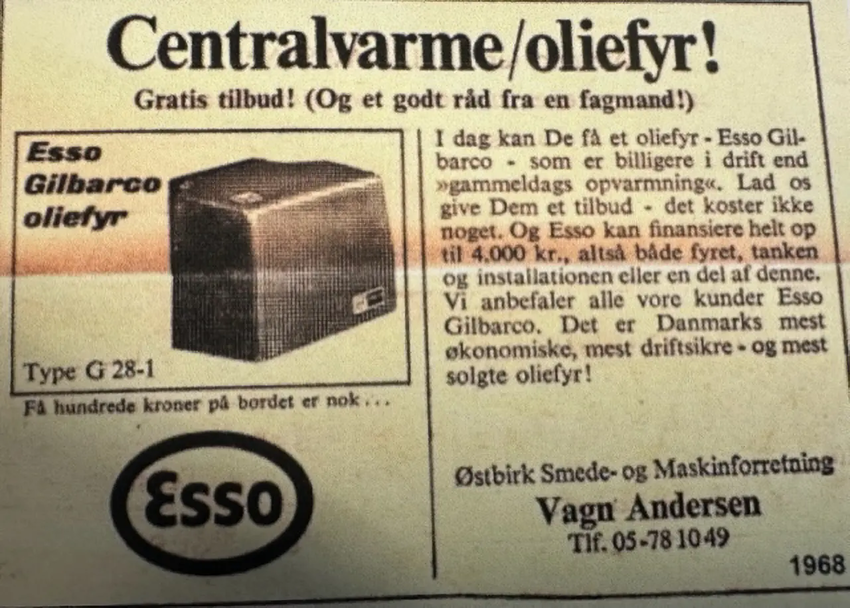 Centralvarme/oliefyr!
Gratis tilbud! (Og et godt råd fra en fagmand!)
Esso
Gilbarco
oliefyr
Type G 28-1
Få hundrede kroner på bordet er nok...
Esso
I dag kan De få et oliefyr - Esso Gil-
barco - som er billigere i drift end
»gammeldags opvarmning«. Lad os
give Dem et tilbud - det koster ikke
noget. Og Esso kan finansiere helt op
til 4.000 kr., altså både fyret, tanken
og installationen eller en del af denne.
Vi anbefaler alle vore kunder Esso
Gilbarco. Det er Danmarks mest
økonomiske, mest driftsikre - og mest
solgte oliefyr!
Østbirk Smede- og Maskinforretning
Vagn Andersen
Tlf. 05-78 10 49
1968